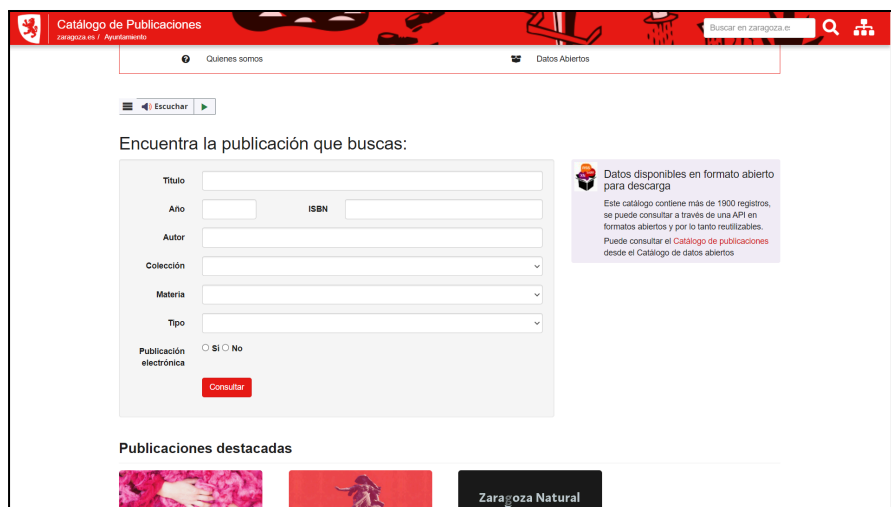 Catálogo de Publicaciones
zaragoza.es / Ayuntamiento
Buscar en zaragoza.e
Quienes somos
Datos Abiertos
Escuchar
Encuentra la publicación que buscas:
Titulo
Año
ISBN
Autor
Colección
Materia
Tipo
Publicación
electrónica
Sí No
Consultar
Datos disponibles en formato abierto
para descarga
Este catálogo contiene más de 1900 registros,
se puede consultar a través de una API en
formatos abiertos y por lo tanto reutilizables.
Puede consultar el Catálogo de publicaciones
desde el Catálogo de datos abiertos
Publicaciones destacadas
Zaragoza Natural